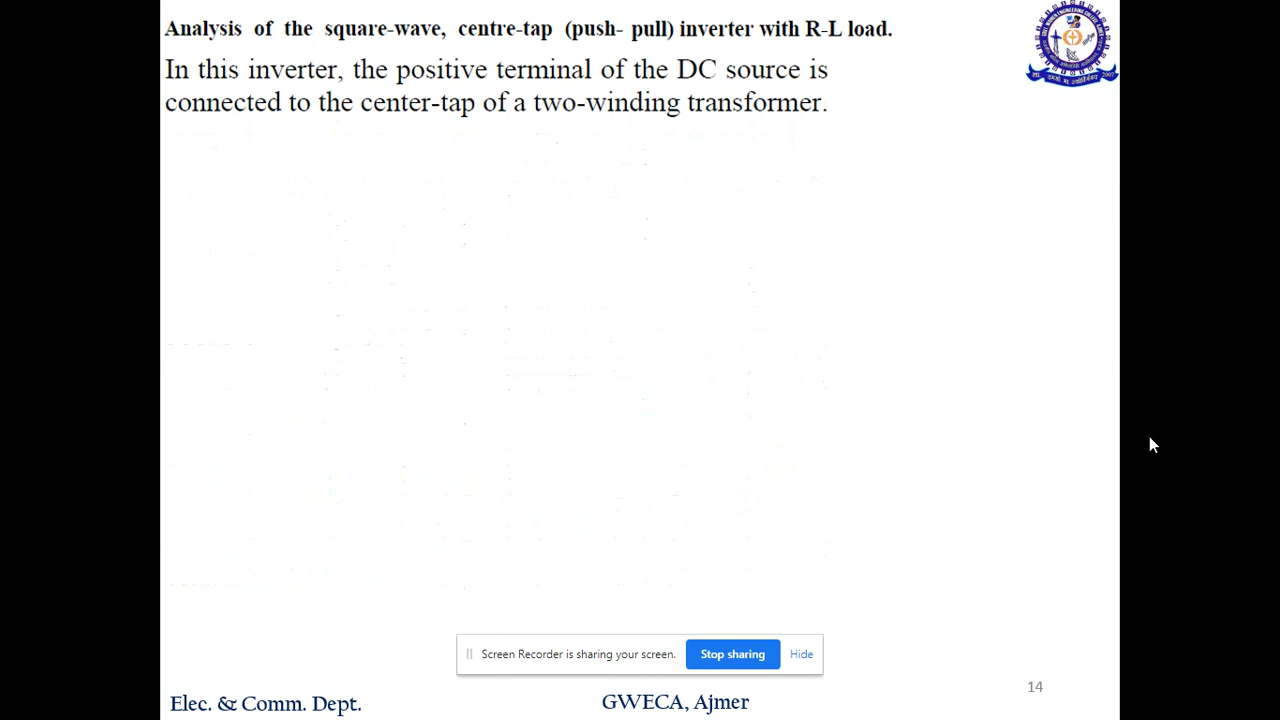 Analysis of the square-wave, centre-tap (push- pull) inverter with R-L load.
In this inverter, the positive terminal of the DC source is
connected to the center-tap of a two-winding transformer.
Screen Recorder is sharing your screen. Stop sharing Hide
14
Elec. & Comm. Dept. GWECA, Ajmer